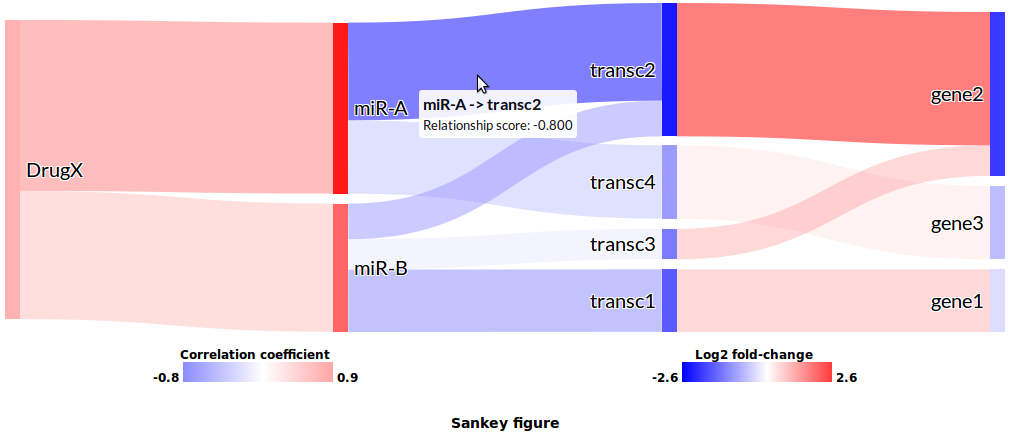 transc2
gene2
miR-A
miR-A -> transc2
Relationship score: -0.800
DrugX
transc4
gene3
transc3
miR-B
transc1
gene1
Correlation coefficient
-0.8
0.9
Log2 fold-change
-2.6
2.6
Sankey figure